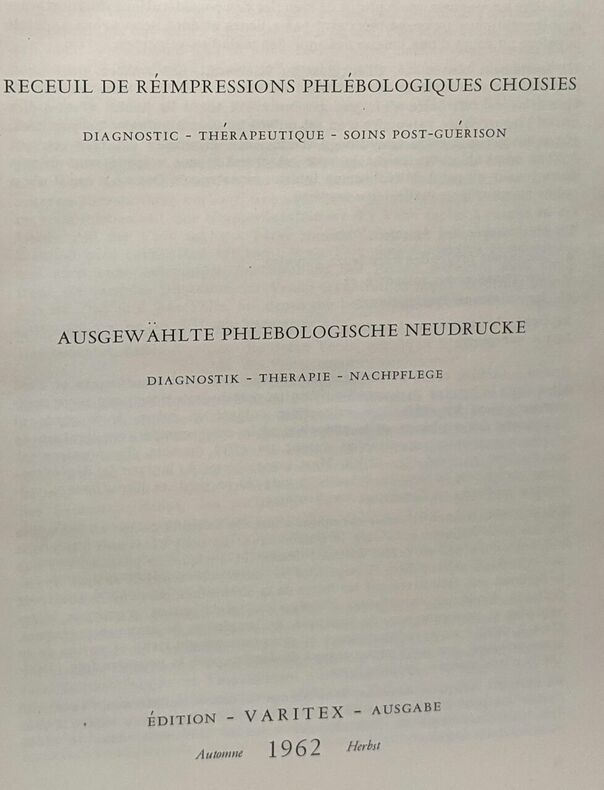 RECEUIL DE RÉIMPRESSIONS PHLÉBOLOGIQUES CHOISIES
DIAGNOSTIC – THÉRAPEUTIQUE – SOINS POST-GUÉRISON
AUSGEWÄHLTE PHLEBOLOGISCHE NEUDRUCKE
DIAGNOSTIK – THERAPIE – NACHPFLEGE
ÉDITION – VARITEX – AUSGABE
Automne 1962 Herbst